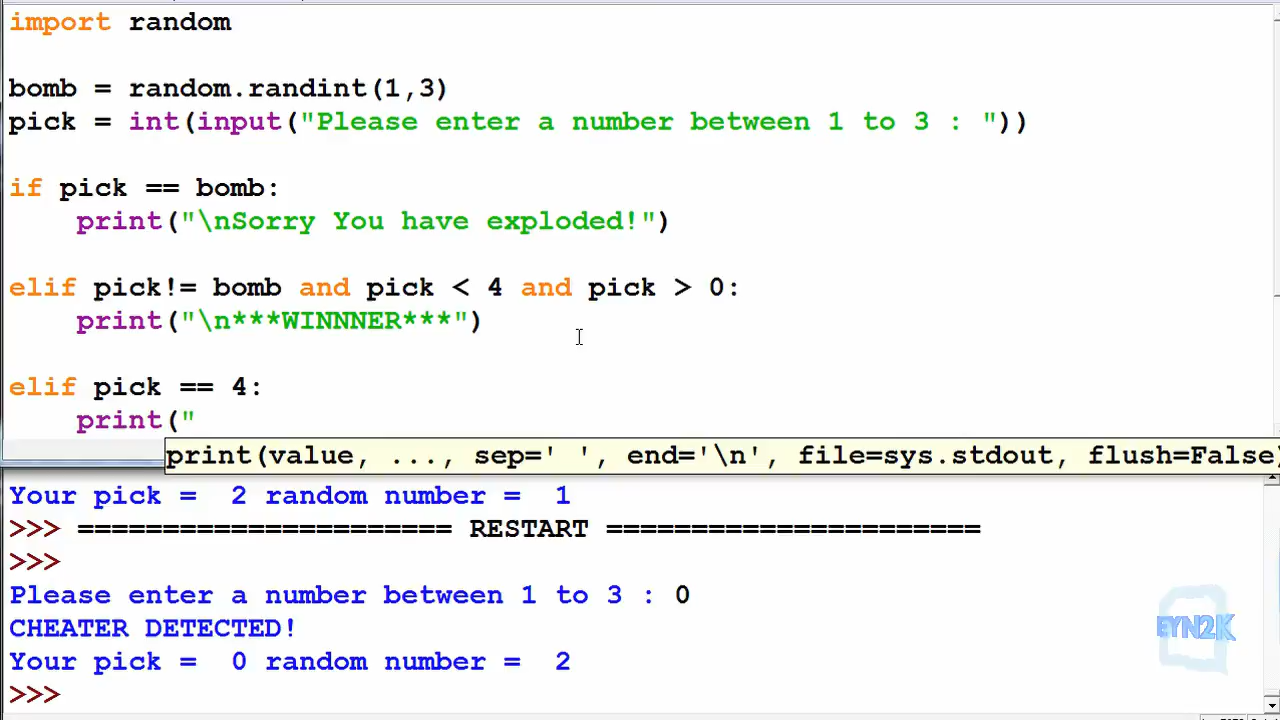 import random
bomb = random.randint(1,3)
pick = int(input("Please enter a number between 1 to 3 : "))
if pick == bomb:
    print("\nSorry You have exploded!")
elif pick!= bomb and pick < 4 and pick > 0:
    print("\n***WINNNER***")
elif pick == 4:
    print("
print(value, ..., sep=' ', end='\n', file=sys.stdout, flush=False)
Your pick =  2 random number =  1
>>> ====================== RESTART ======================
>>>
Please enter a number between 1 to 3 : 0
CHEATER DETECTED!
Your pick =  0 random number =  2
>>>
EYN2K